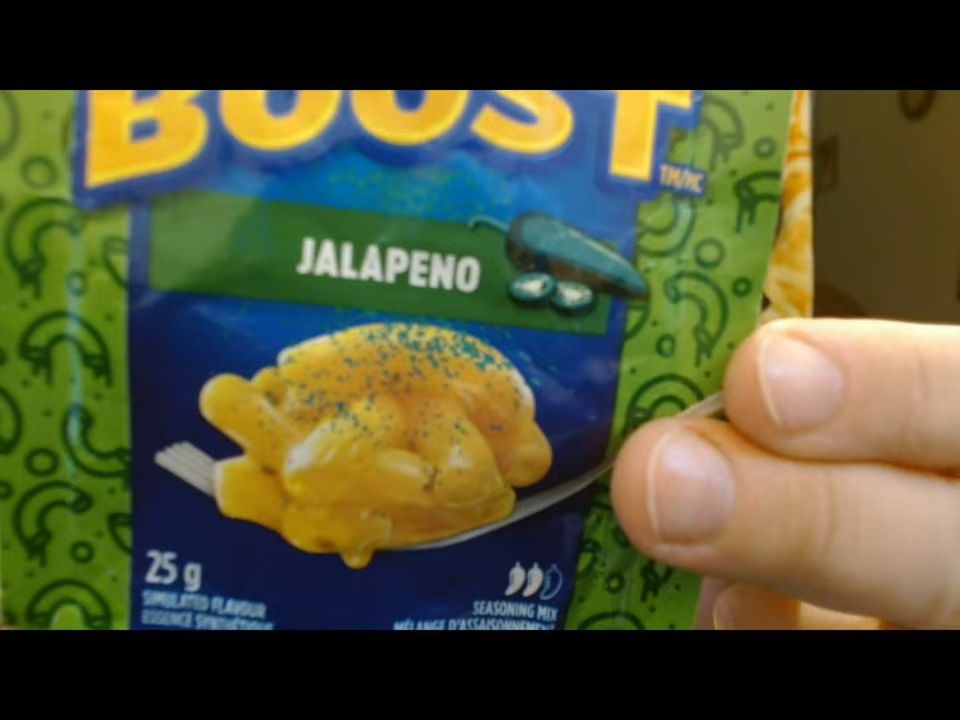 BOOST
TM/MC
JALAPENO
25 g
SIMULATED FLAVOUR
ESSENCE SYNTHÉTIQUE
SEASONING MIX
MÉLANGE D'ASSAISONNEMENT